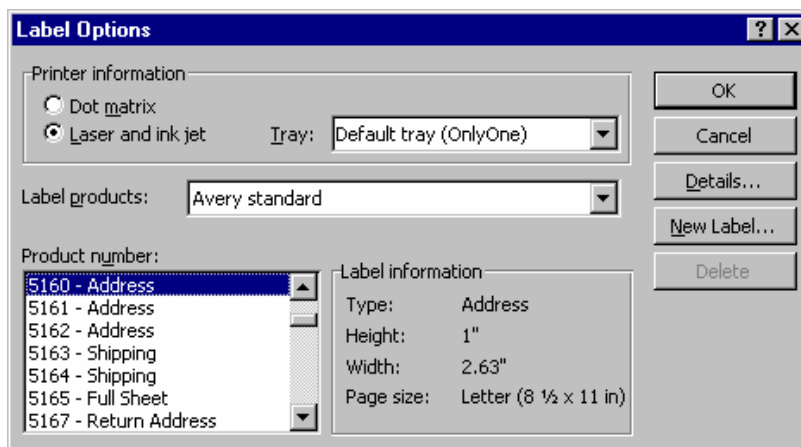 Label Options
Printer information
Dot matrix
Laser and ink jet
Tray:
Default tray (OnlyOne)
Label products:
Avery standard
Product number:
5160 - Address
5161 - Address
5162 - Address
5163 - Shipping
5164 - Shipping
5165 - Full Sheet
5167 - Return Address
Label information
Type: Address
Height: 1"
Width: 2.63"
Page size: Letter (8 ½ x 11 in)
OK
Cancel
Details...
New Label...
Delete